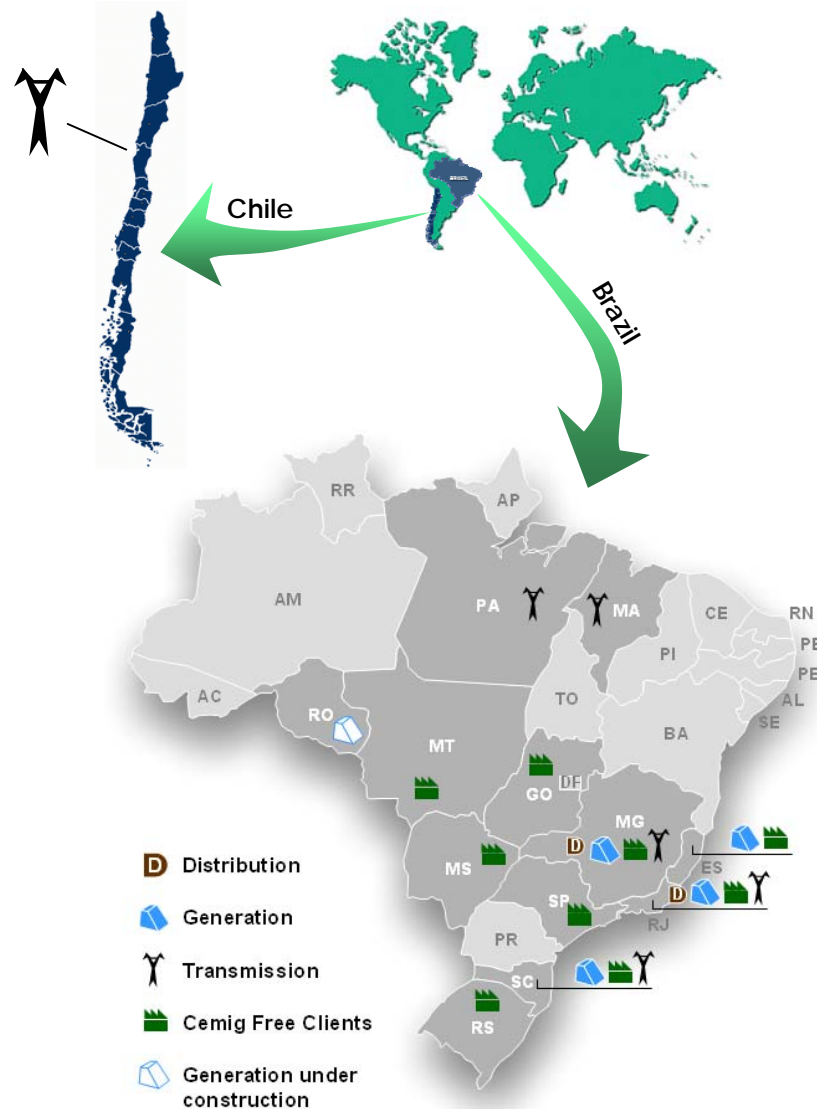 BRASIL
Chile
Brazil
RR
AP
AM
PA
MA
CE
RN
PB
PI
PE
AC
TO
AL
RO
SE
BA
MT
DF
GO
MG
D
ES
MS
D
SP
RJ
PR
SC
RS
D Distribution
Generation
Transmission
Cemig Free Clients
Generation under
construction